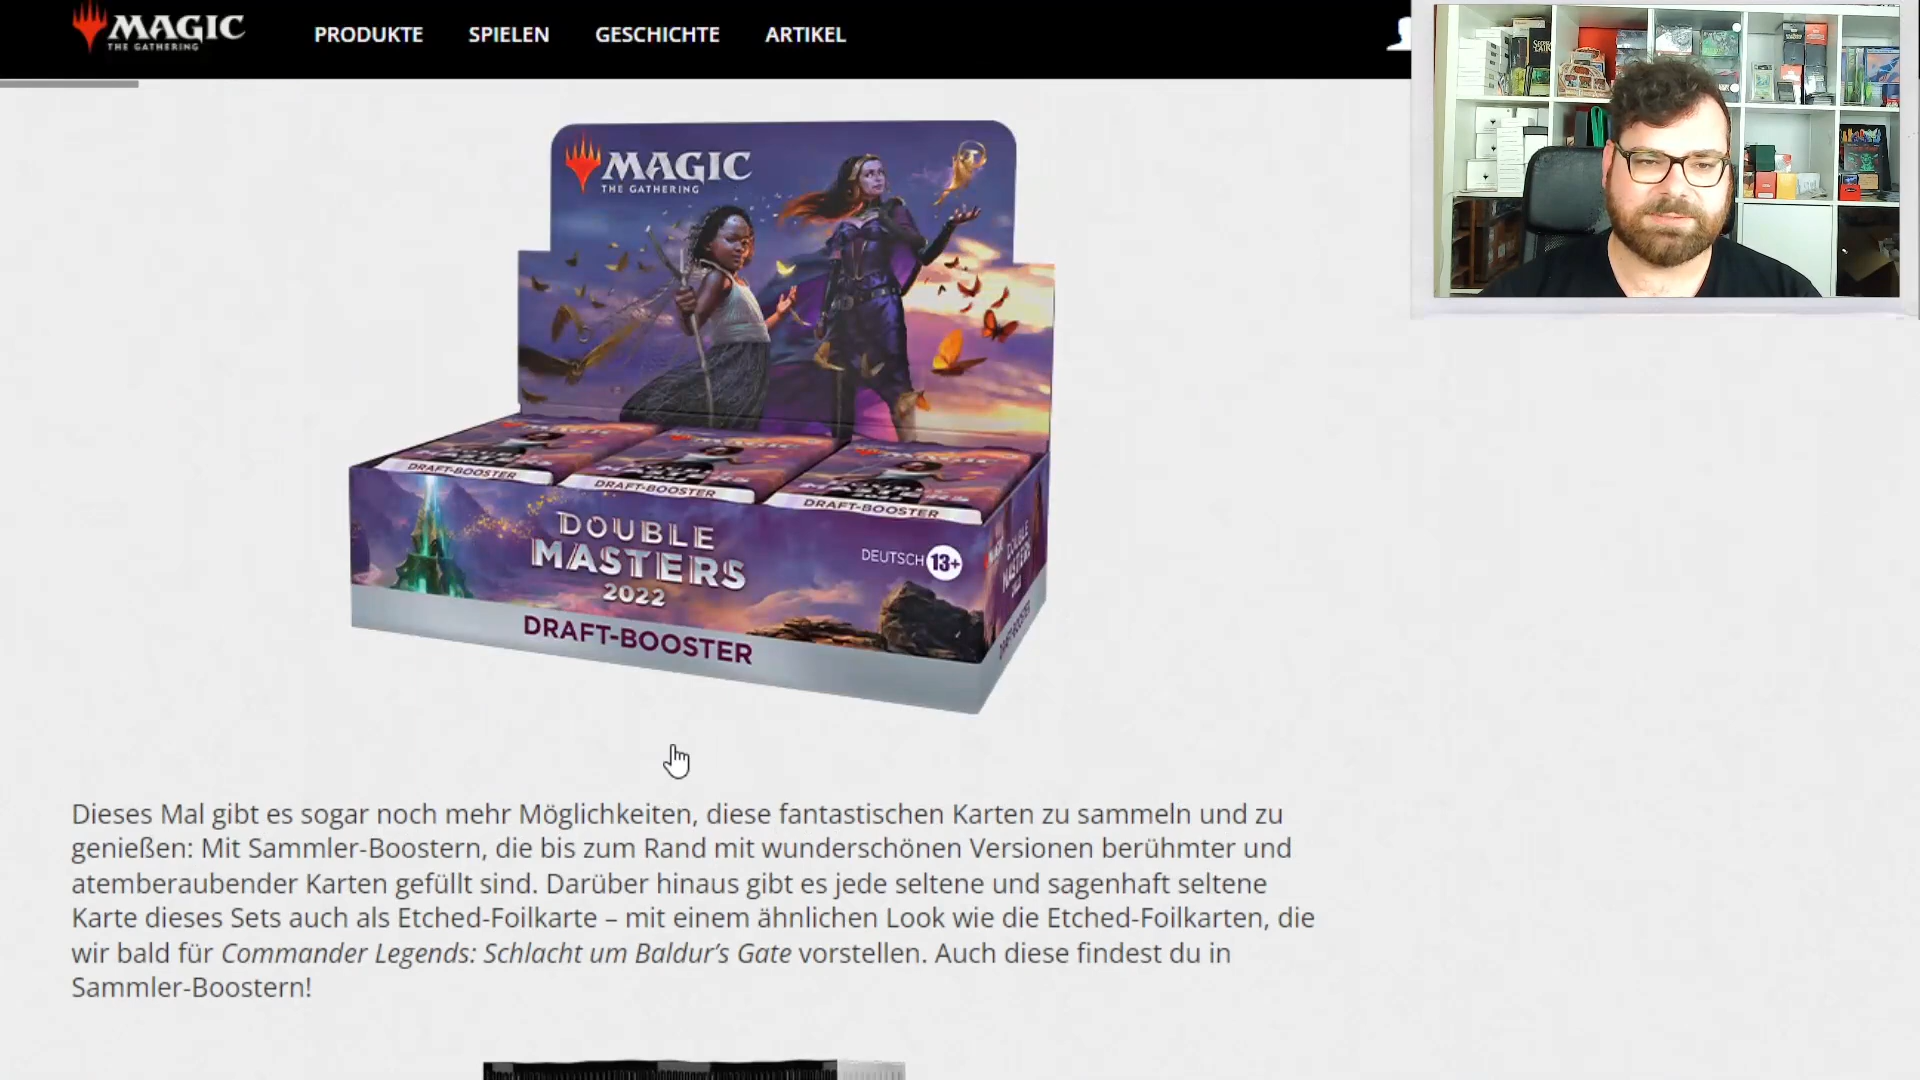 MAGIC
THE GATHERING
PRODUKTE
SPIELEN
GESCHICHTE
ARTIKEL
MAGIC
THE GATHERING
DRAFT-BOOSTER
DRAFT-BOOSTER
DRAFT-BOOSTER
DOUBLE
MASTERS
2022
DEUTSCH 13+
DRAFT-BOOSTER
Dieses Mal gibt es sogar noch mehr Möglichkeiten, diese fantastischen Karten zu sammeln und zu
genießen: Mit Sammler-Boostern, die bis zum Rand mit wunderschönen Versionen berühmter und
atemberaubender Karten gefüllt sind. Darüber hinaus gibt es jede seltene und sagenhaft seltene
Karte dieses Sets auch als Etched-Foilkarte – mit einem ähnlichen Look wie die Etched-Foilkarten, die
wir bald für Commander Legends: Schlacht um Baldur’s Gate vorstellen. Auch diese findest du in
Sammler-Boostern!